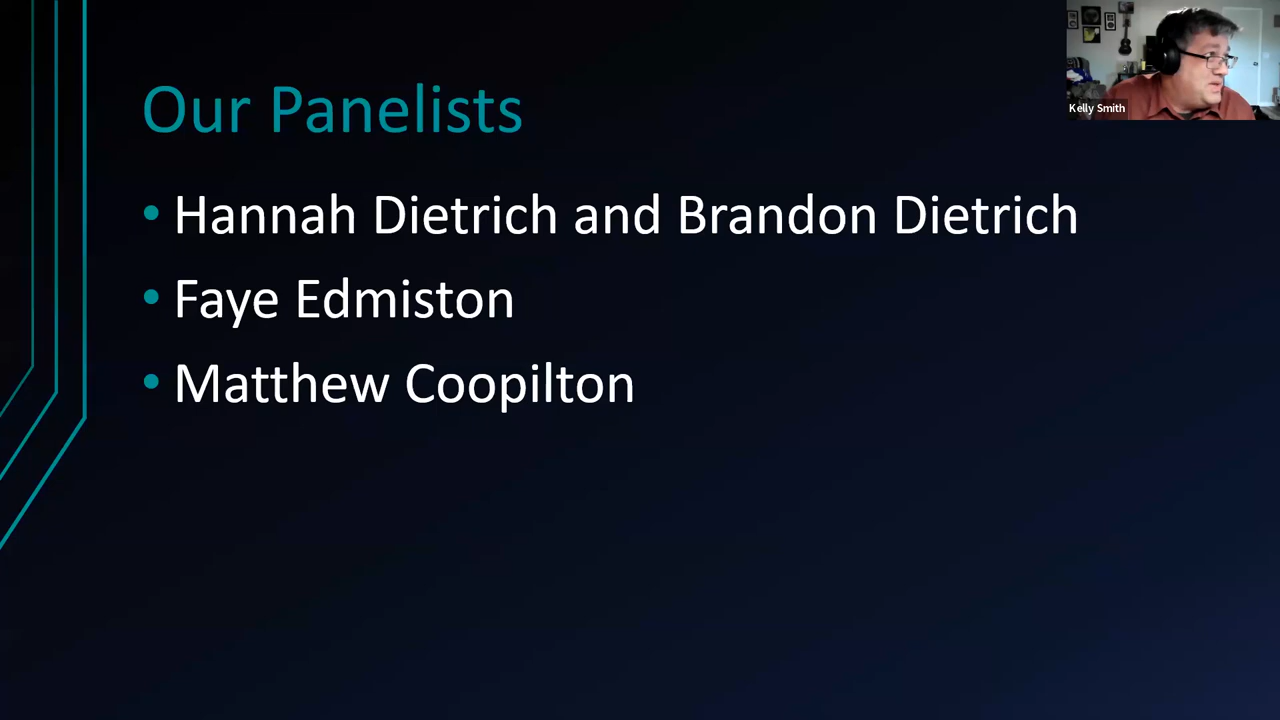 Our Panelists
Kelly Smith
• Hannah Dietrich and Brandon Dietrich
• Faye Edmiston
• Matthew Coopilton